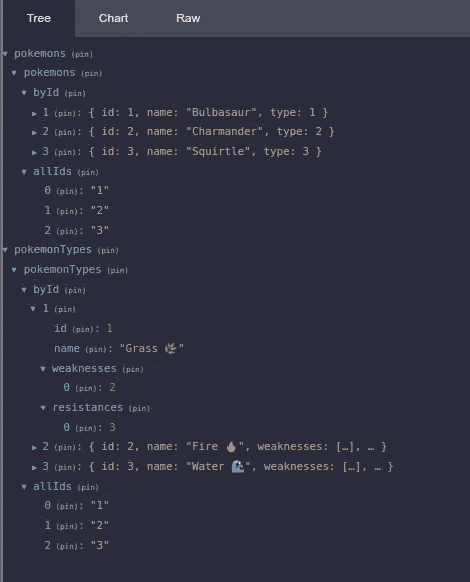 Tree Chart Raw
pokemons (pin)
pokemons (pin)
byId
1 (pin): { id: 1, name: "Bulbasaur", type: 1 }
2 (pin): { id: 2, name: "Charmander", type: 2 }
3 (pin): { id: 3, name: "Squirtle", type: 3 }
allIds (pin)
0 (pin): "1"
1 (pin): "2"
2 (pin): "3"
pokemonTypes (pin)
pokemonTypes (pin)
byId (pin)
1 (pin)
id (pin): 1
name (pin): "Grass 🌿"
weaknesses (pin)
0 (pin): 2
resistances (pin)
0 (pin): 3
2 (pin): { id: 2, name: "Fire 🔥", weaknesses: […], … }
3 (pin): { id: 3, name: "Water 🌊", weaknesses: […], … }
allIds (pin)
0 (pin): "1"
1 (pin): "2"
2 (pin): "3"